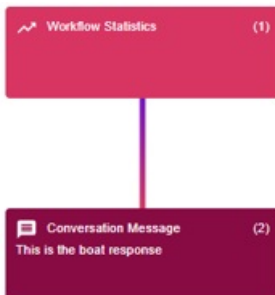 Workflow Statistics (1)
Conversation Message (2)
This is the boat response